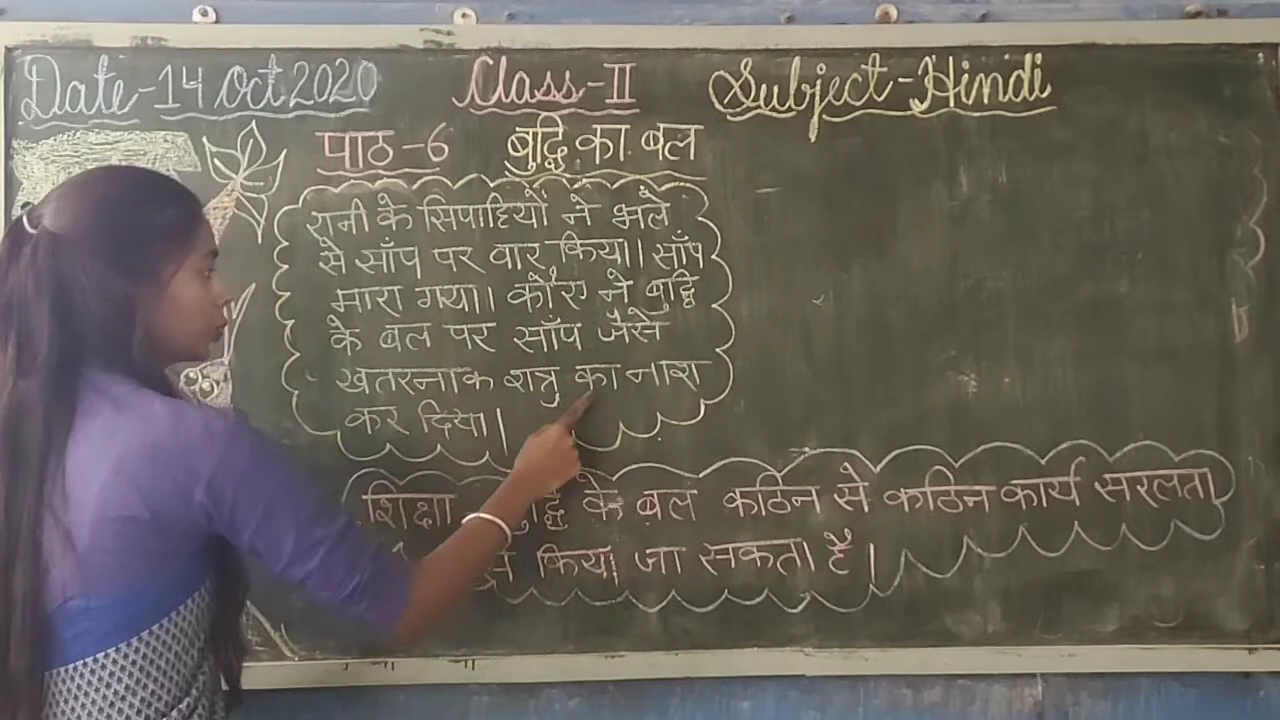 Date-14 Oct 2020 Class-II Subject-Hindi
पाठ-6 बुद्धि का बल
रानी के सिपाहियों ने भाले
से साँप पर वार किया। साँप
मारा गया। कौए ने बुद्धि
के बल पर साँप जैसे
खतरनाक शत्रु का नाश
कर दिया।
शिक्षा - के बल कठिन से कठिन कार्य सरलता
से किया जा सकता है।